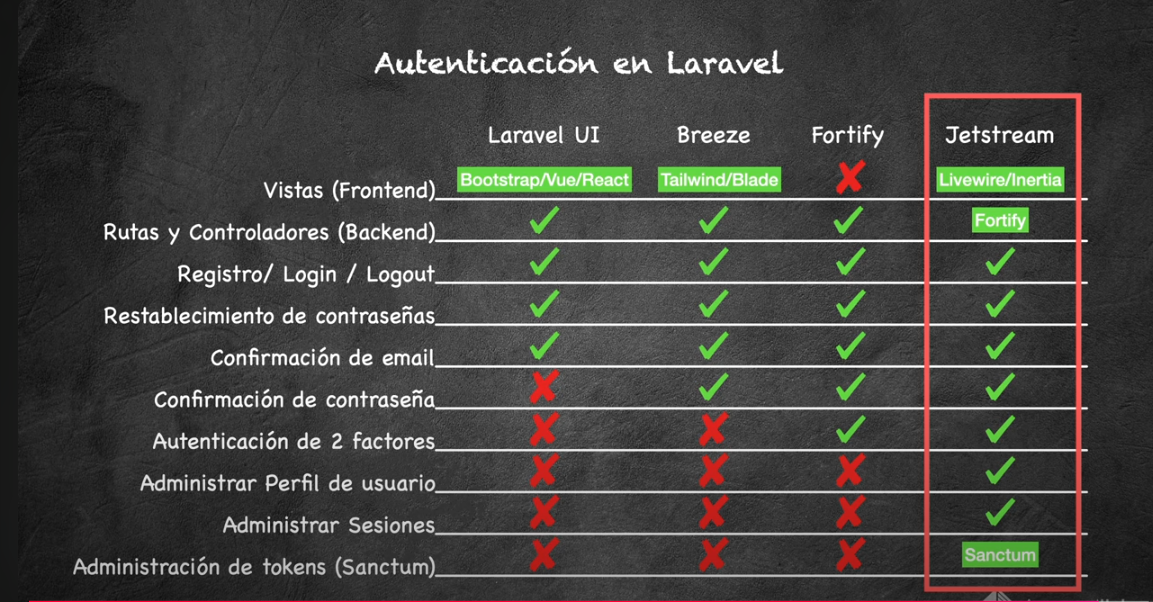 Autenticación en Laravel
Laravel UI Breeze Fortify Jetstream
Vistas (Frontend) Bootstrap/Vue/React Tailwind/Blade Livewire/Inertia
Rutas y Controladores (Backend) Fortify
Registro/ Login / Logout
Restablecimiento de contraseñas
Confirmación de email
Confirmación de contraseña
Autenticación de 2 factores
Administrar Perfil de usuario
Administrar Sesiones
Administración de tokens (Sanctum) Sanctum